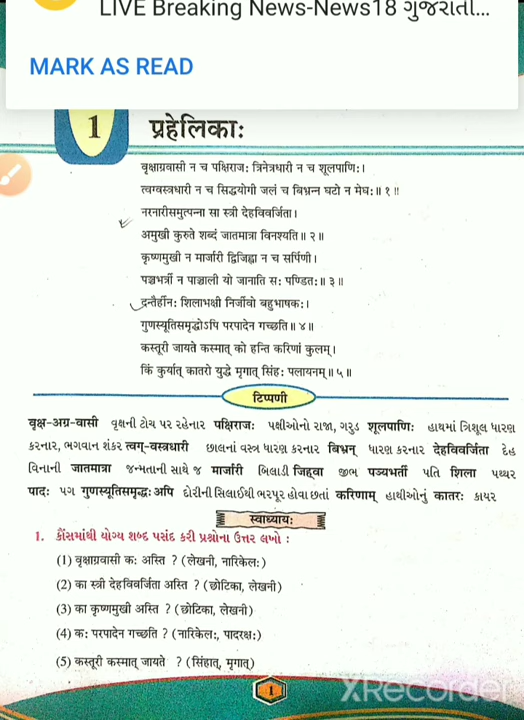 LIVE Breaking News-News18 ગુજરાતી...
MARK AS READ
1 प्रहेलिकाः
वृक्षाग्रवासी न च पक्षिराजः त्रिनेत्रधारी न च शूलपाणिः।
त्वग्वस्त्रधारी न च सिद्धयोगी जलं च बिभ्रन्न घटो न मेघः॥ १ ॥
नरनारीसमुत्पन्ना सा स्त्री देहविवर्जिता।
अमुखी कुरुते शब्दं जातमात्रा विनश्यति॥ २॥
कृष्णमुखी न मार्जारी द्विजिह्वा न च सर्पिणी।
पञ्चभर्त्री न पाञ्चाली यो जानाति सः पण्डितः॥ ३॥
दन्तैर्हीनः शिलाभक्षी निर्जीवो बहुभाषकः।
गुणस्यूतिसमृद्धोऽपि परपादेन गच्छति॥ ४॥
कस्तूरी जायते कस्मात् को हन्ति करिणां कुलम्।
किं कुर्यात् कातरो युद्धे मृगात् सिंहः पलायनम्॥ ५॥
टिप्पणी
वृक्ष-अग्र-वासी વૃક્ષની ટોચ પર રહેનાર पक्षिराजः પક્ષીઓનો રાજા, ગરુડ शूलपाणिः હાથમાં ત્રિશૂલ ધારણ
કરનાર, ભગવાન શંકર त्वग्-वस्त्रधारी છાલનાં વસ્ત્ર ધારણ કરનાર बिभ्रन् ધારણ કરનાર देहविवर्जिता દેહ
વિનાની जातमात्रा જન્મતાની સાથે જ मार्जारी બિલાડી जिहवा જીભ पञ्चभर्ती પતિ शिला પથ્થર
पादः પગ गुणस्यूतिसमृद्धः अपि દોરીની સિલાઈથી ભરપૂર હોવા છતાં करिणाम् હાથીઓનું कातरः કાયર
स्वाध्यायः
1. કૌંસમાંથી યોગ્ય શબ્દ પસંદ કરી પ્રશ્નોના ઉત્તર લખો :
(1) वृक्षाग्रवासी कः अस्ति ? (लेखनी, नारिकेलः)
(2) का स्त्री देहविवर्जिता अस्ति ? (छोटिका, लेखनी)
(3) का कृष्णमुखी अस्ति ? (छोटिका, लेखनी)
(4) कः परपादेन गच्छति ? (नारिकेलः, पादरक्षः)
(5) कस्तूरी कस्मात् जायते ? (सिंहात्, मृगात्)
1
XRecorder